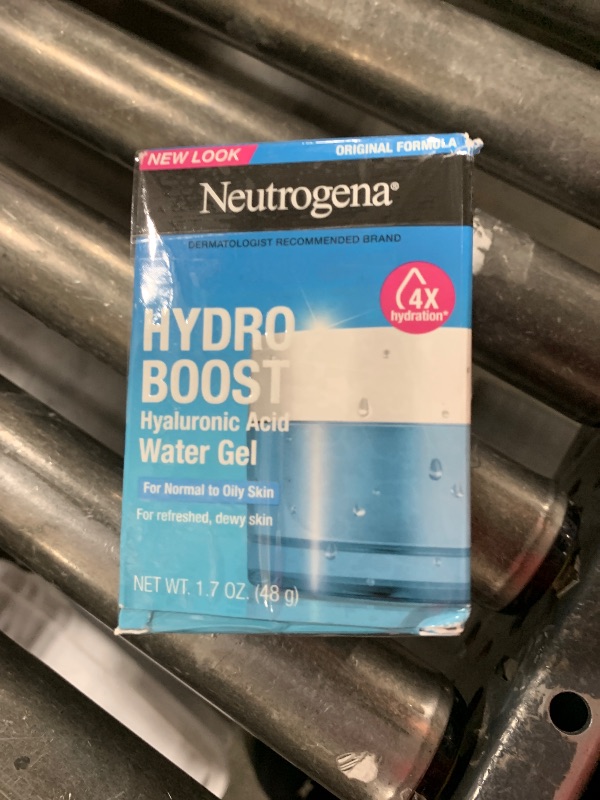 NEW LOOK
ORIGINAL FORMULA
Neutrogena®
DERMATOLOGIST RECOMMENDED BRAND
4X
hydration*
HYDRO
BOOST
Hyaluronic Acid
Water Gel
For Normal to Oily Skin
For refreshed, dewy skin
NET WT. 1.7 OZ. (48 g)